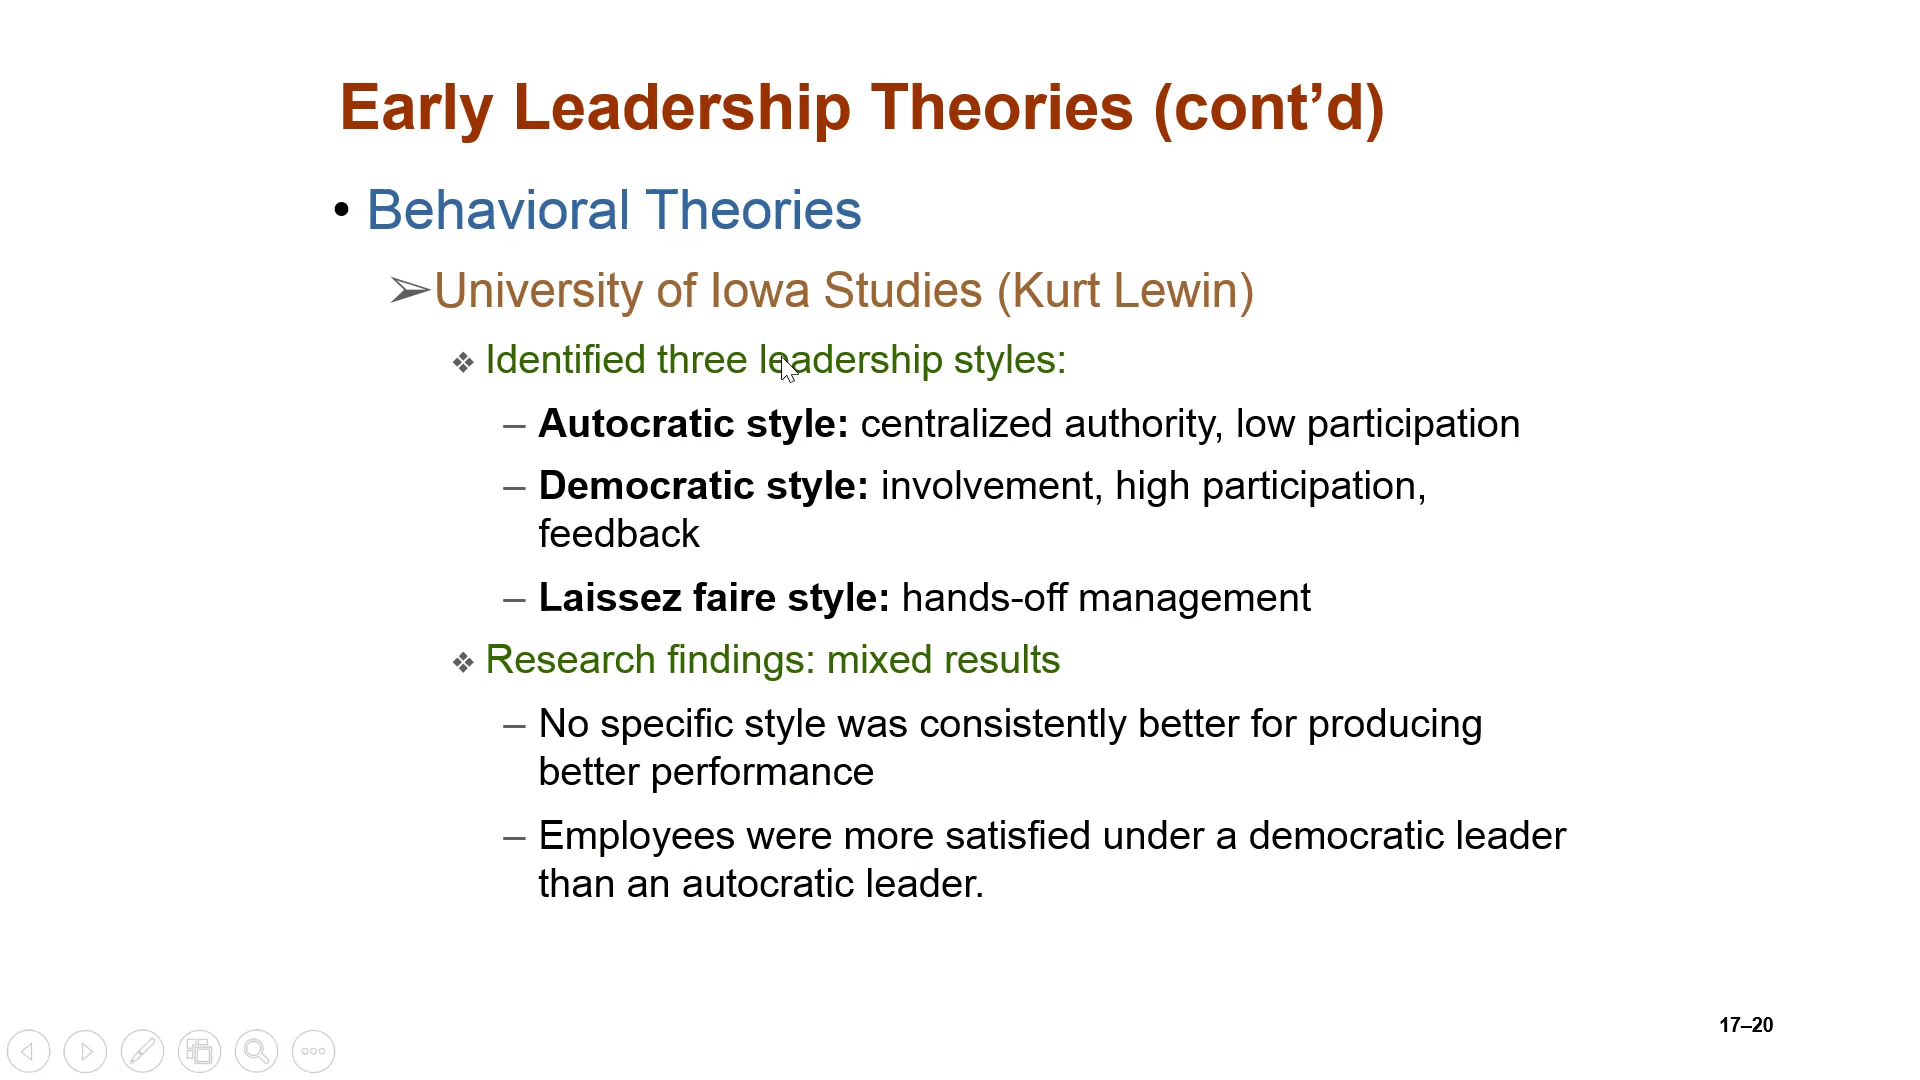 Early Leadership Theories (cont’d)
• Behavioral Theories
➢University of Iowa Studies (Kurt Lewin)
❖ Identified three leadership styles:
– Autocratic style: centralized authority, low participation
– Democratic style: involvement, high participation,
feedback
– Laissez faire style: hands-off management
❖ Research findings: mixed results
– No specific style was consistently better for producing
better performance
– Employees were more satisfied under a democratic leader
than an autocratic leader.
17–20